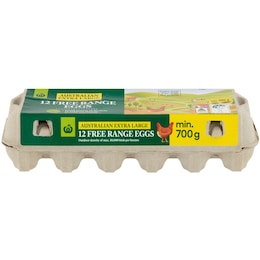 AUSTRALIAN
EXTRA LARGE
12 FREE RANGE
EGGS
AUSTRALIAN EXTRA LARGE
12 FREE RANGE EGGS
min.
700g